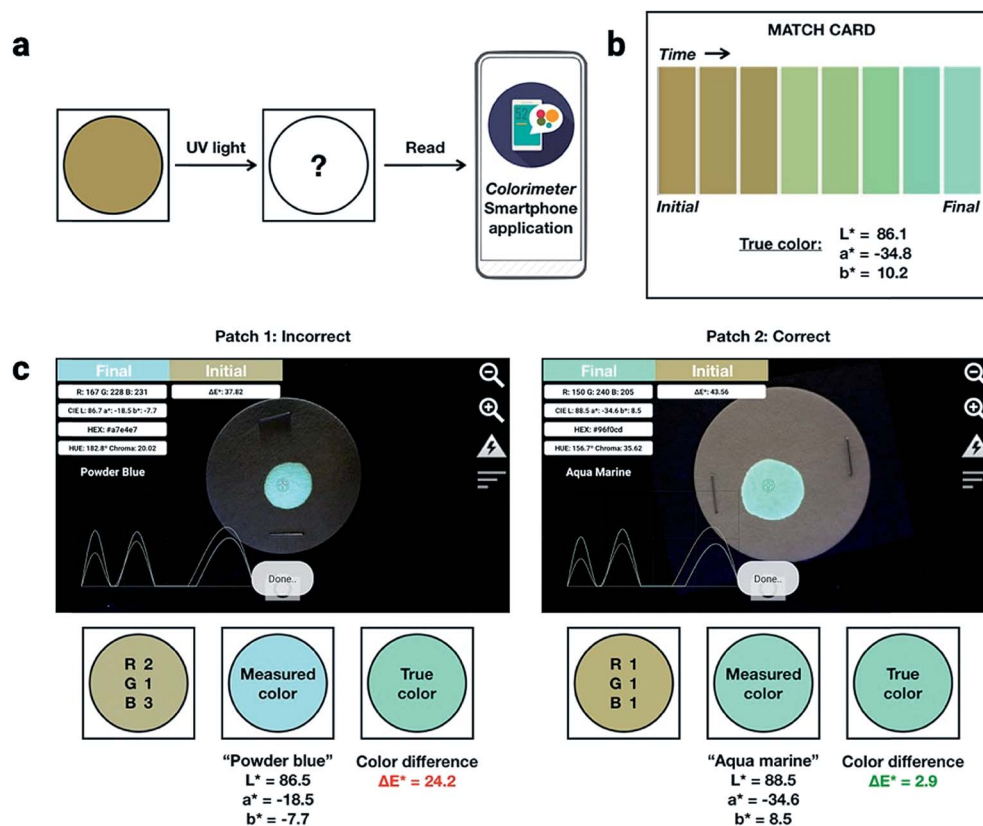 a
UV light
?
Read
52
Colorimeter
Smartphone
application
b
MATCH CARD
Time
Initial
Final
True color:
L* = 86.1
a* = -34.8
b* = 10.2
c
Patch 1: Incorrect
Final
Initial
R: 167 G: 228 B: 231
ΔE*: 37.82
CIE L: 86.7 a*: -18.5 b*: -7.7
HEX: #a7e4e7
HUE: 182.8° Chroma: 20.02
Powder Blue
Done..
R 2
G 1
B 3
Measured
color
True
color
"Powder blue"
L* = 86.5
a* = -18.5
b* = -7.7
Color difference
ΔE* = 24.2
Patch 2: Correct
Final
Initial
R: 150 G: 240 B: 205
ΔE*: 43.56
CIE L: 88.5 a*: -34.6 b*: 8.5
HEX: #96f0cd
HUE: 156.7° Chroma: 35.62
Aqua Marine
Done..
R 1
G 1
B 1
Measured
color
True
color
"Aqua marine"
L* = 88.5
a* = -34.6
b* = 8.5
Color difference
ΔE* = 2.9